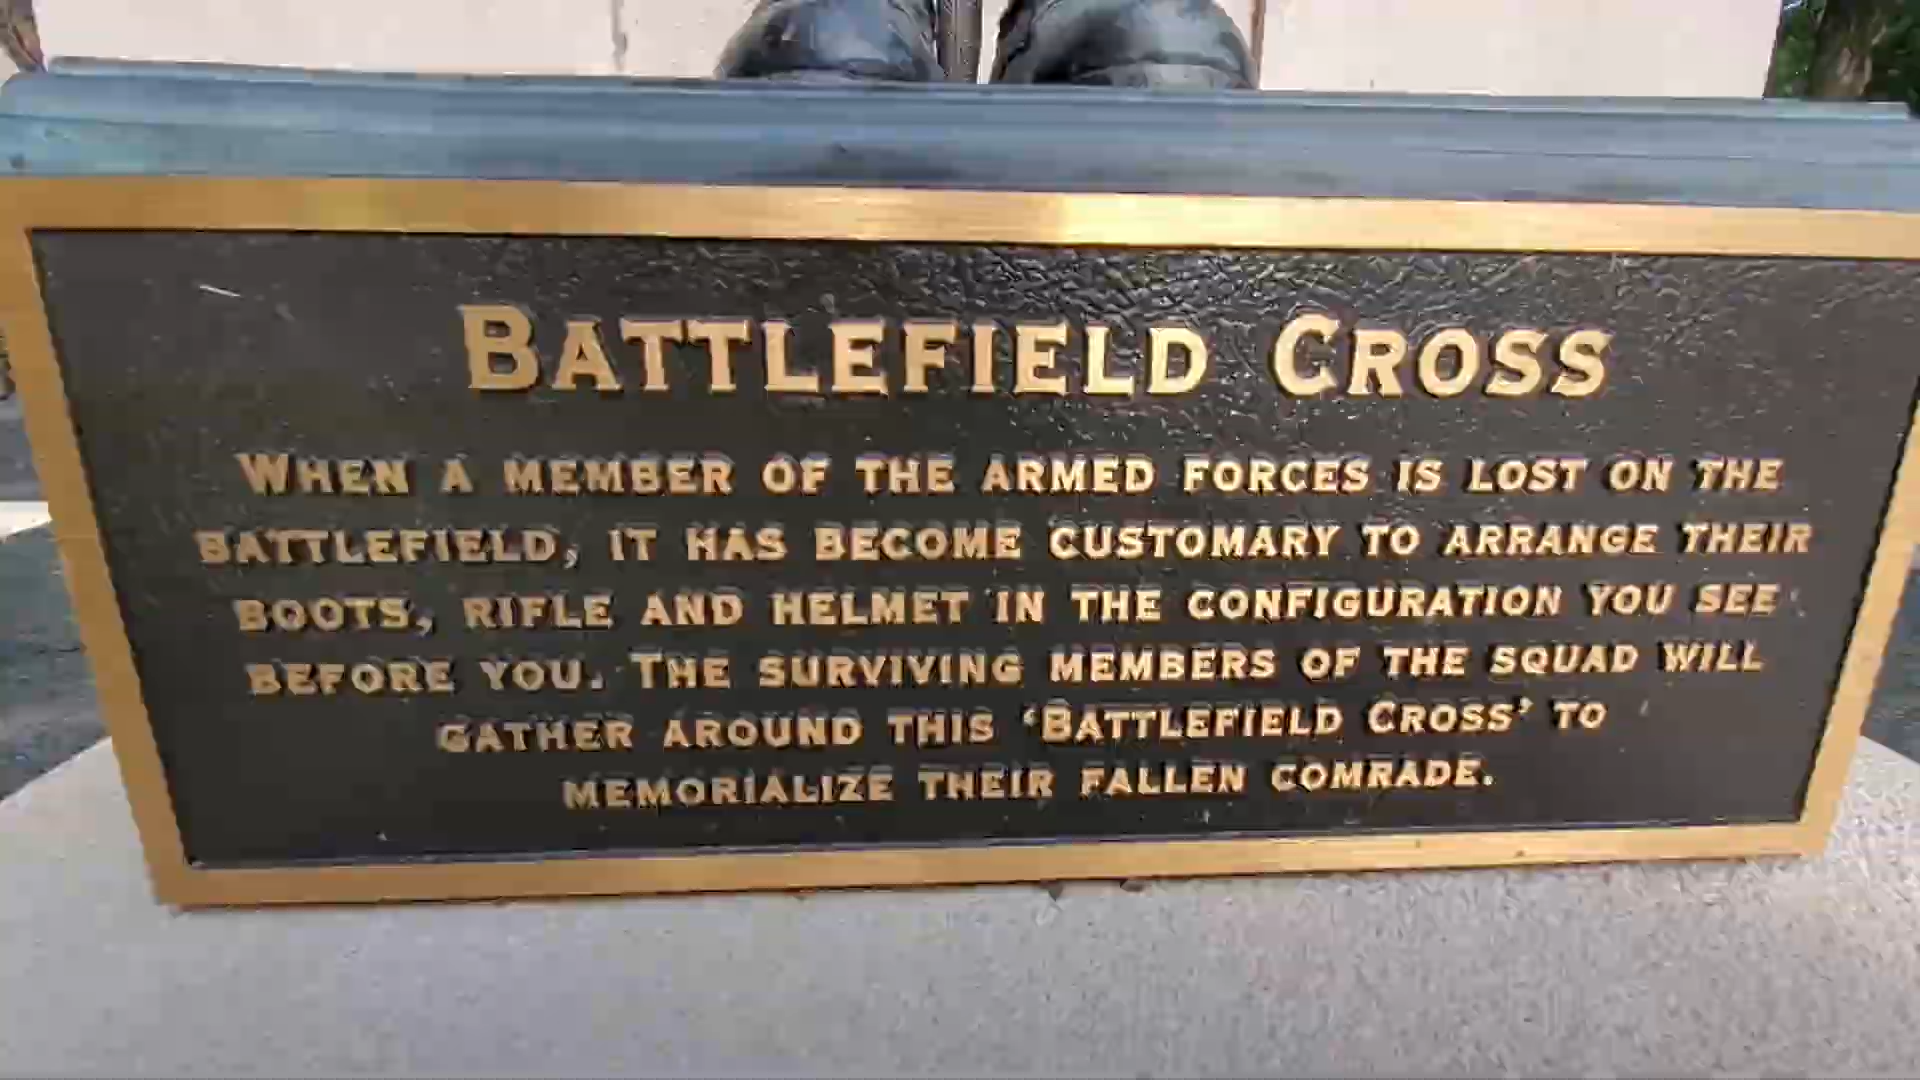 BATTLEFIELD CROSS
WHEN A MEMBER OF THE ARMED FORCES IS LOST ON THE
BATTLEFIELD, IT HAS BECOME CUSTOMARY TO ARRANGE THEIR
BOOTS, RIFLE AND HELMET IN THE CONFIGURATION YOU SEE
BEFORE YOU. THE SURVIVING MEMBERS OF THE SQUAD WILL
GATHER AROUND THIS ‘BATTLEFIELD CROSS’ TO
MEMORIALIZE THEIR FALLEN COMRADE.